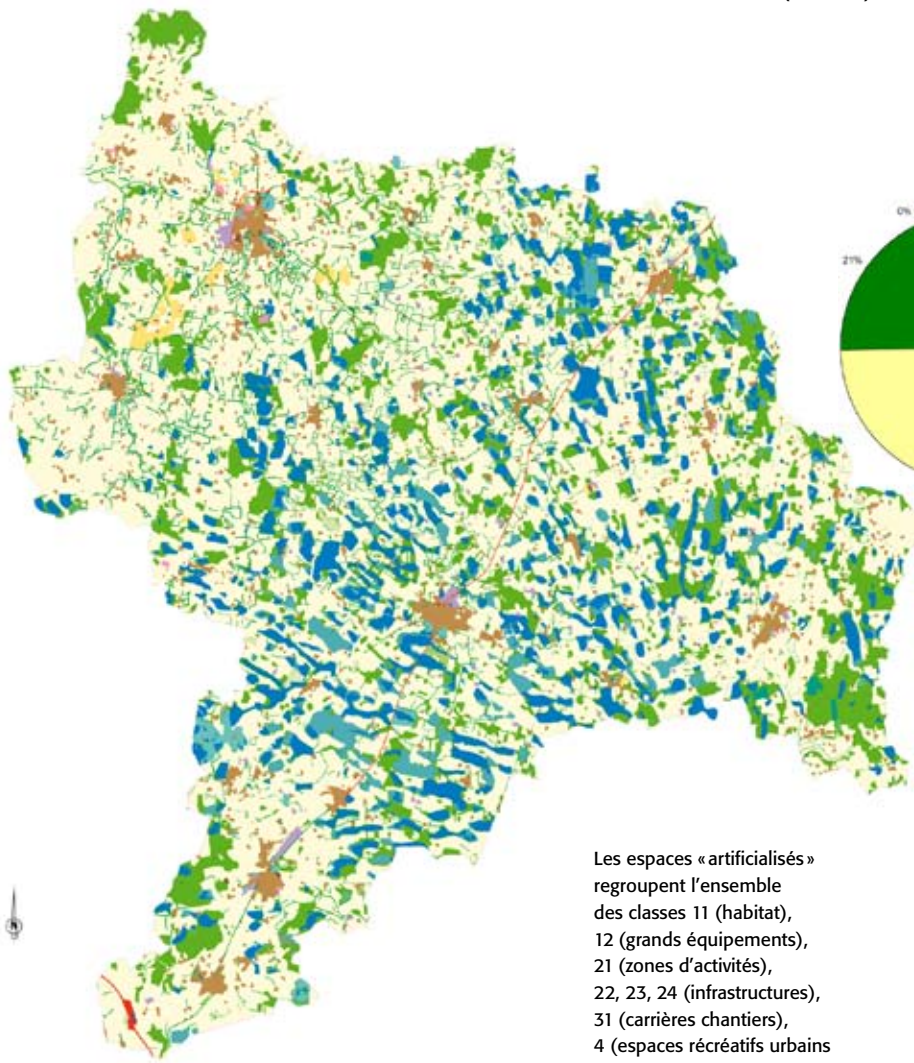 0%
21%
N
Les espaces «artificialisés»
regroupent l'ensemble
des classes 11 (habitat),
12 (grands équipements),
21 (zones d'activités),
22, 23, 24 (infrastructures),
31 (carrières chantiers),
4 (espaces récréatifs urbains